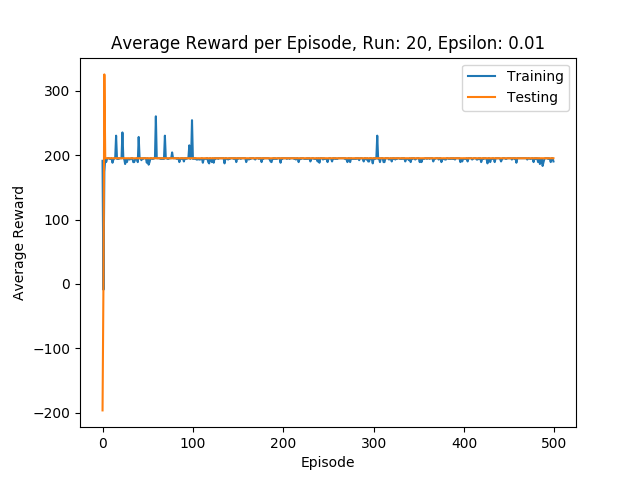 Average Reward per Episode, Run: 20, Epsilon: 0.01
Training
Testing
Average Reward
300
200
100
0
−100
−200
0
100
200
300
400
500
Episode